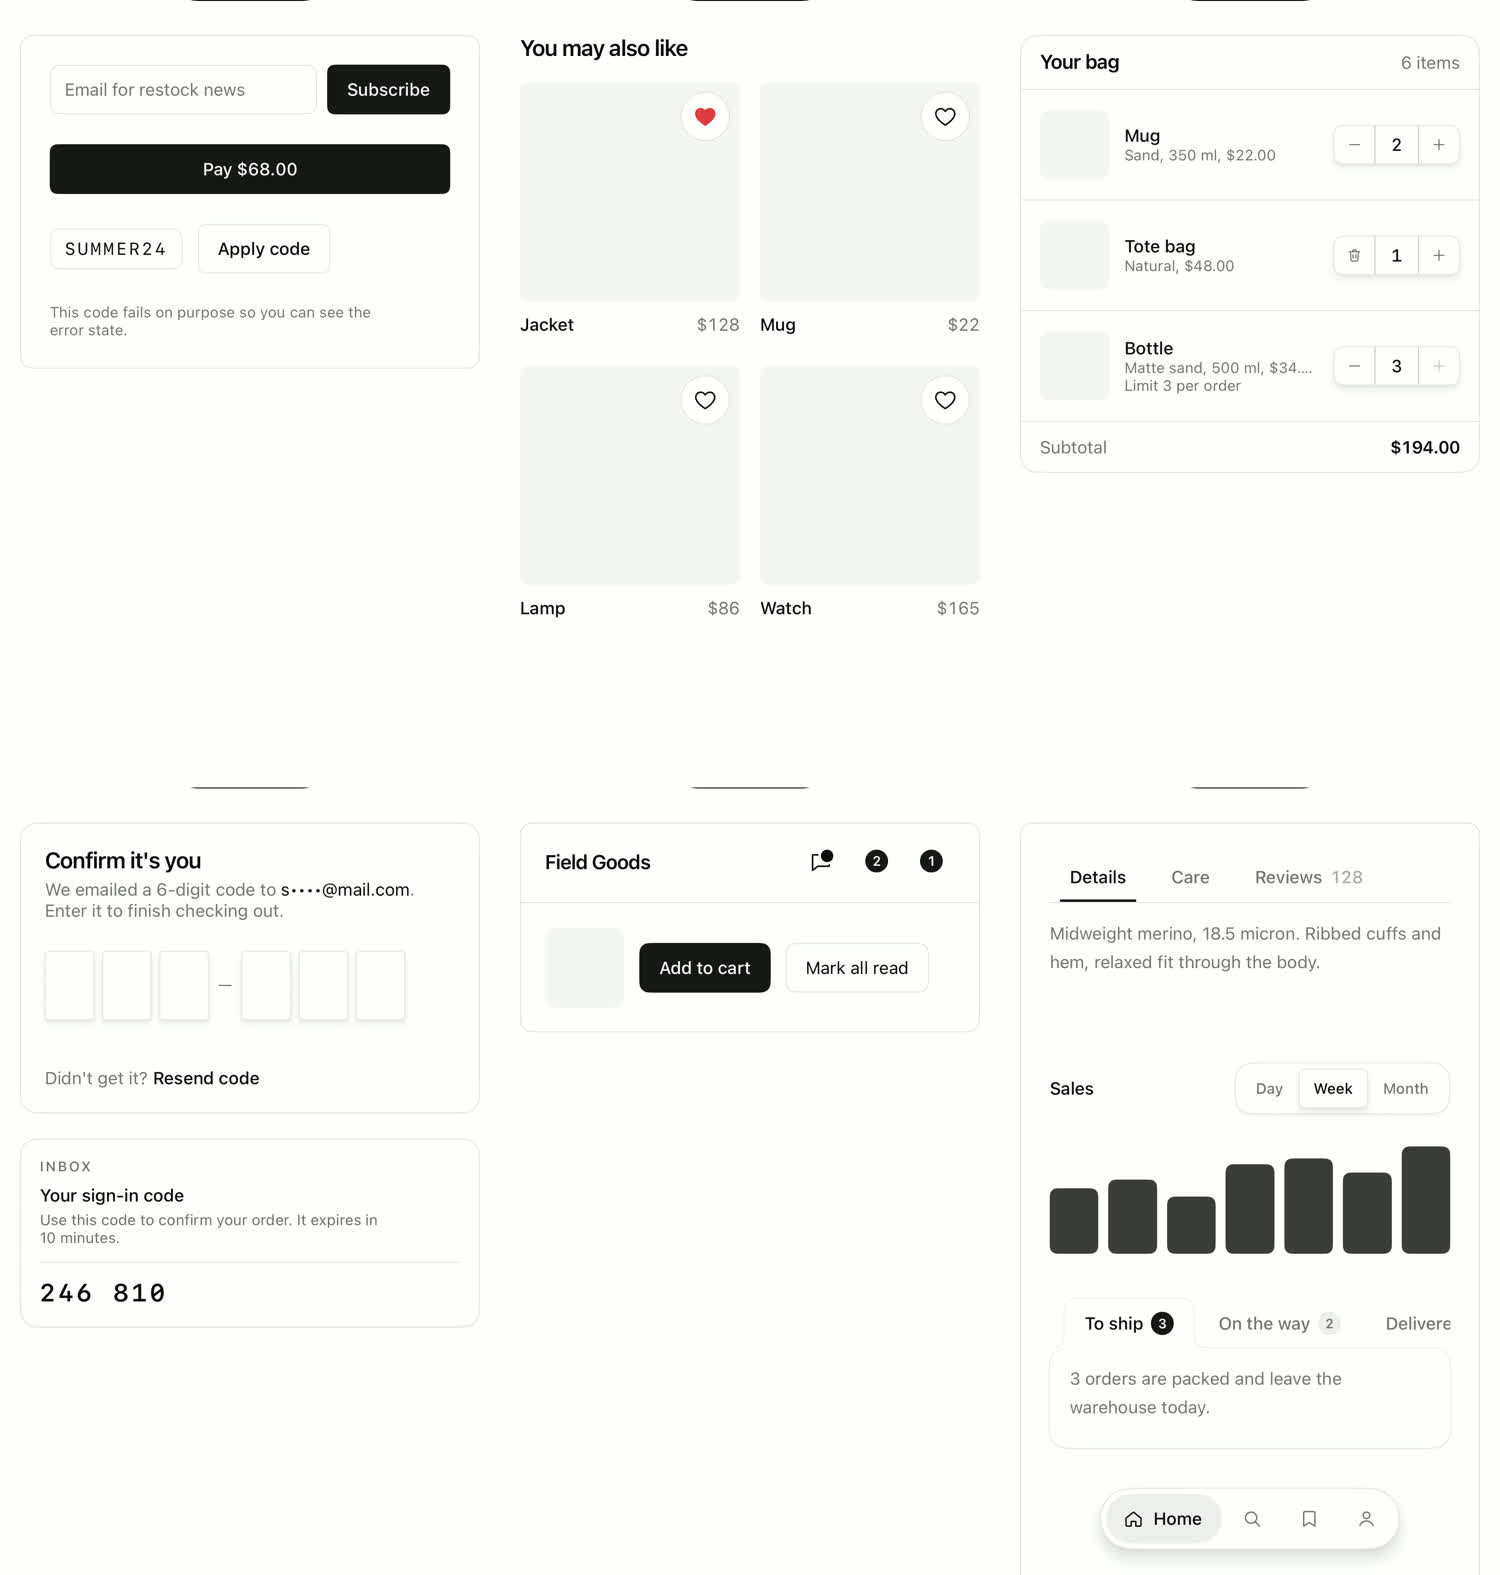 Email for restock news
Subscribe
Pay $68.00
SUMMER24
Apply code
This code fails on purpose so you can see the
error state.
You may also like
Jacket $128
Mug $22
Lamp $86
Watch $165
Your bag
6 items
Mug
Sand, 350 ml, $22.00
2
Tote bag
Natural, $48.00
1
Bottle
Matte sand, 500 ml, $34....
Limit 3 per order
3
Subtotal
$194.00
Confirm it's you
We emailed a 6-digit code to s••••@mail.com.
Enter it to finish checking out.
Didn't get it? Resend code
INBOX
Your sign-in code
Use this code to confirm your order. It expires in
10 minutes.
246 810
Field Goods
2
1
Add to cart
Mark all read
Details
Care
Reviews 128
Midweight merino, 18.5 micron. Ribbed cuffs and
hem, relaxed fit through the body.
Sales
Day
Week
Month
To ship 3
On the way 2
Delivere
3 orders are packed and leave the
warehouse today.
Home